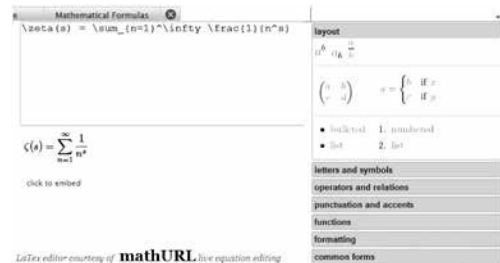 Mathematical Formulas
\zeta(s) = \sum_{n=1}^\infty \frac{1}{n^s}
ζ(s) = ∑_{n=1}^{∞} 1/n^s
click to embed
LaTex editor courtesy of mathURL live equation editing
layout
a^b a_b a/b
(a b c d) a = { b if x c if y
• bulleted 1. numbered
• list 2. list
letters and symbols
operators and relations
punctuation and accents
functions
formatting
common forms